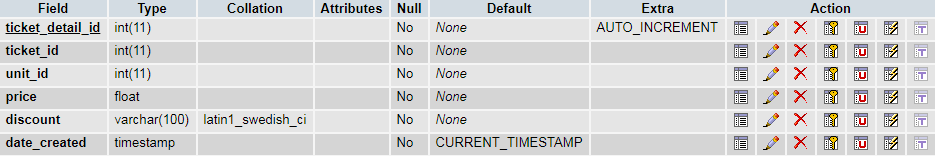 Field Type Collation Attributes Null Default Extra Action
ticket_detail_id int(11) No None AUTO_INCREMENT
ticket_id int(11) No None
unit_id int(11) No None
price float No None
discount varchar(100) latin1_swedish_ci No None
date_created timestamp No CURRENT_TIMESTAMP